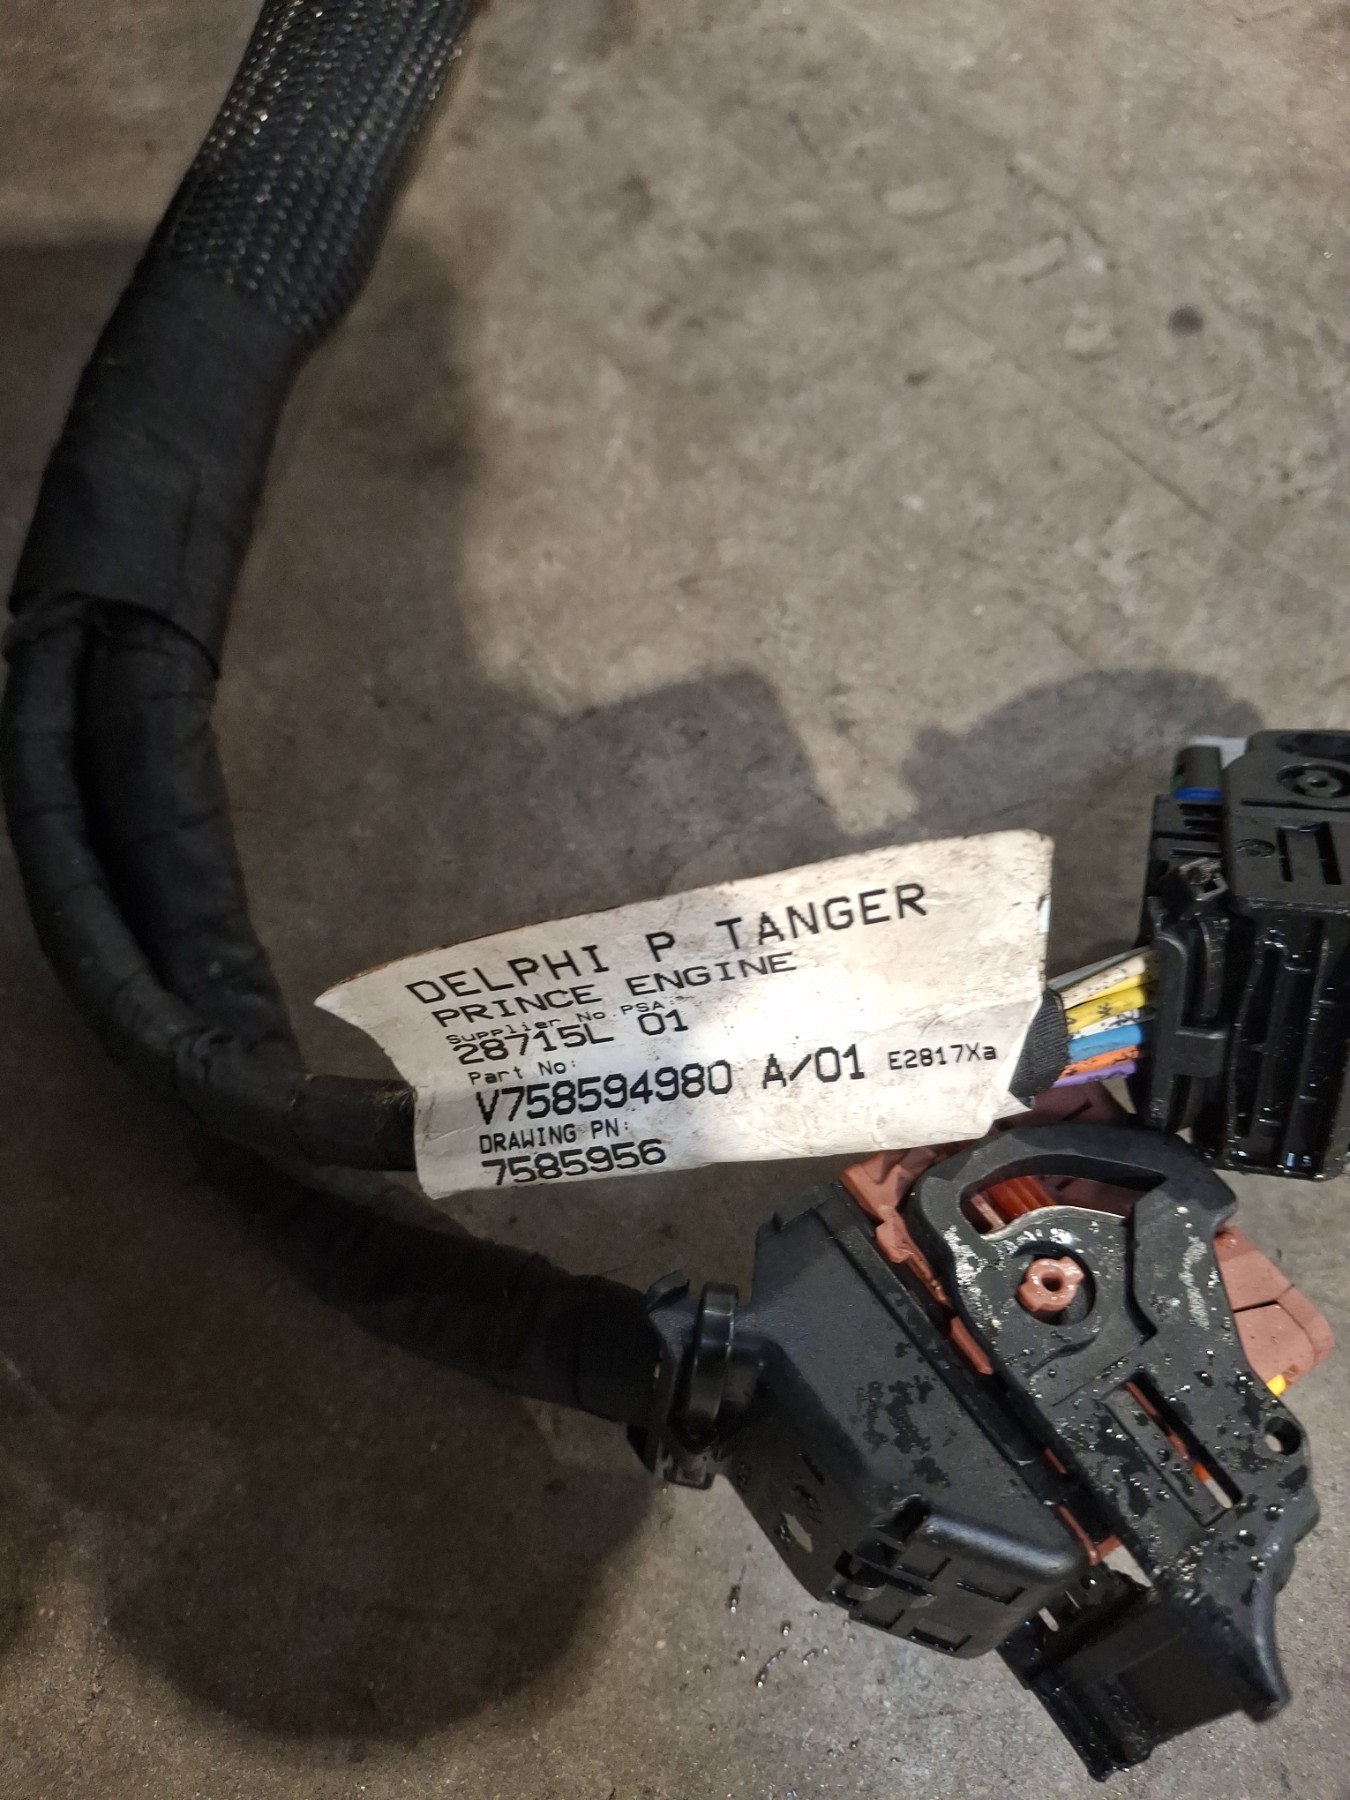 DELPHI P TANGER
PRINCE ENGINE
Supplier No PSA:
28715L 01
Part No:
V758594980 A/01 E2817Xa
DRAWING PN:
7585956